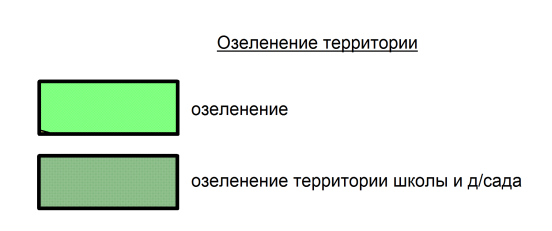 Озеленение территории
озеленение
озеленение территории школы и д/сада